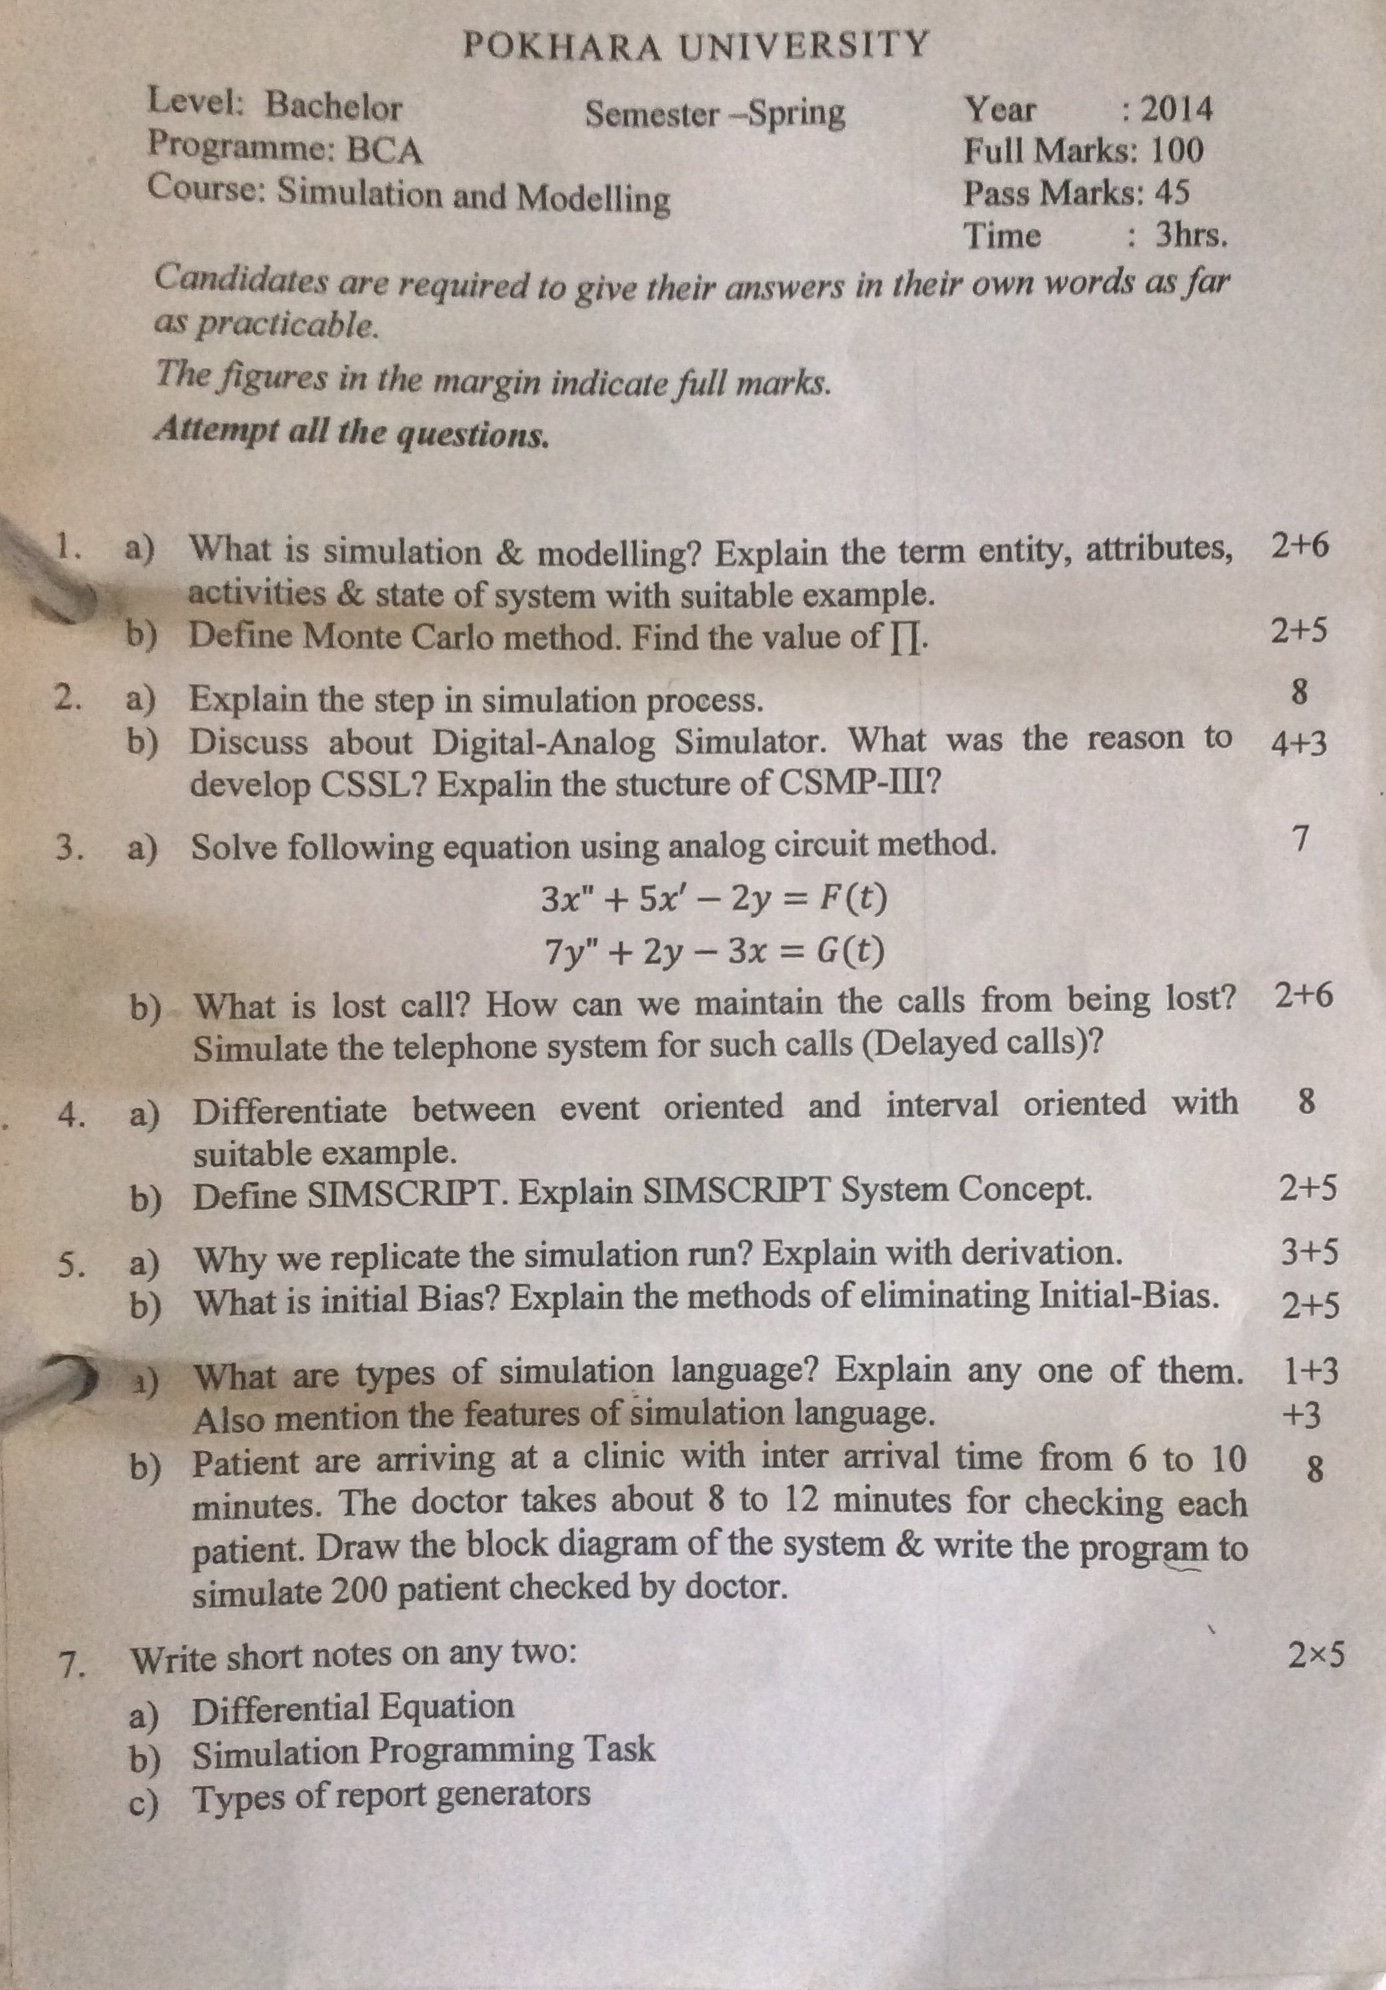 POKHARA UNIVERSITY
Level: Bachelor Semester –Spring Year : 2014
Programme: BCA Full Marks: 100
Course: Simulation and Modelling Pass Marks: 45
Time : 3hrs.
Candidates are required to give their answers in their own words as far
as practicable.
The figures in the margin indicate full marks.
Attempt all the questions.
1. a) What is simulation & modelling? Explain the term entity, attributes, 2+6
activities & state of system with suitable example.
b) Define Monte Carlo method. Find the value of ∏. 2+5
2. a) Explain the step in simulation process. 8
b) Discuss about Digital-Analog Simulator. What was the reason to 4+3
develop CSSL? Expalin the stucture of CSMP-III?
3. a) Solve following equation using analog circuit method. 7
3x" + 5x′ − 2y = F(t)
7y" + 2y − 3x = G(t)
b) What is lost call? How can we maintain the calls from being lost? 2+6
Simulate the telephone system for such calls (Delayed calls)?
4. a) Differentiate between event oriented and interval oriented with 8
suitable example.
b) Define SIMSCRIPT. Explain SIMSCRIPT System Concept. 2+5
5. a) Why we replicate the simulation run? Explain with derivation. 3+5
b) What is initial Bias? Explain the methods of eliminating Initial-Bias. 2+5
a) What are types of simulation language? Explain any one of them. 1+3
Also mention the features of simulation language. +3
b) Patient are arriving at a clinic with inter arrival time from 6 to 10 8
minutes. The doctor takes about 8 to 12 minutes for checking each
patient. Draw the block diagram of the system & write the program to
simulate 200 patient checked by doctor.
7. Write short notes on any two: 2×5
a) Differential Equation
b) Simulation Programming Task
c) Types of report generators